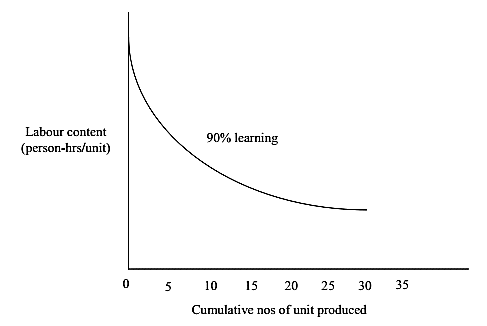 Labour content
(person-hrs/unit)
90% learning
0 5 10 15 20 25 30 35
Cumulative nos of unit produced